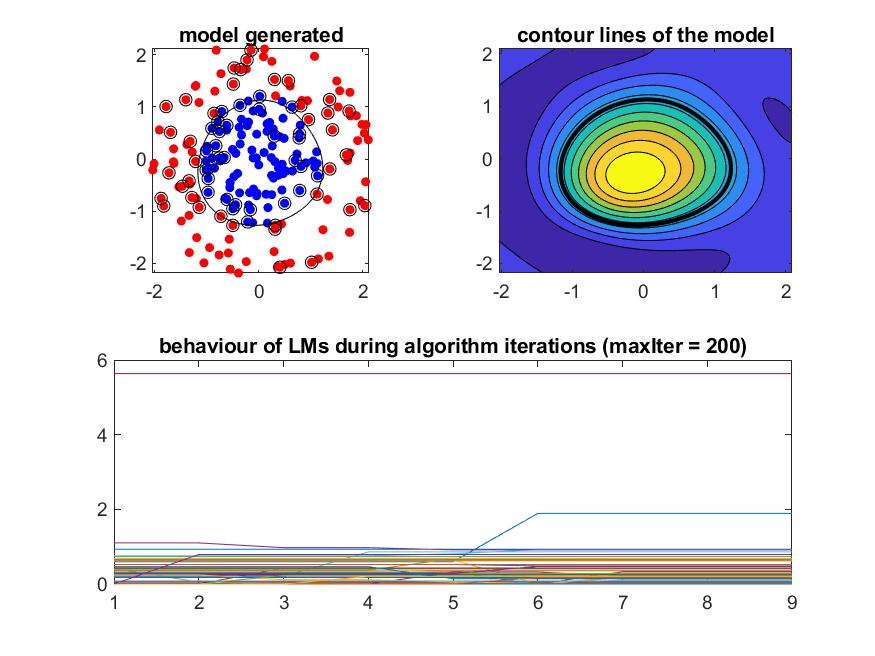 model generated
2
1
0
-1
-2
-2 0 2
contour lines of the model
2
1
0
-1
-2
-2 -1 0 1 2
behaviour of LMs during algorithm iterations (maxIter = 200)
6
4
2
0
1 2 3 4 5 6 7 8 9